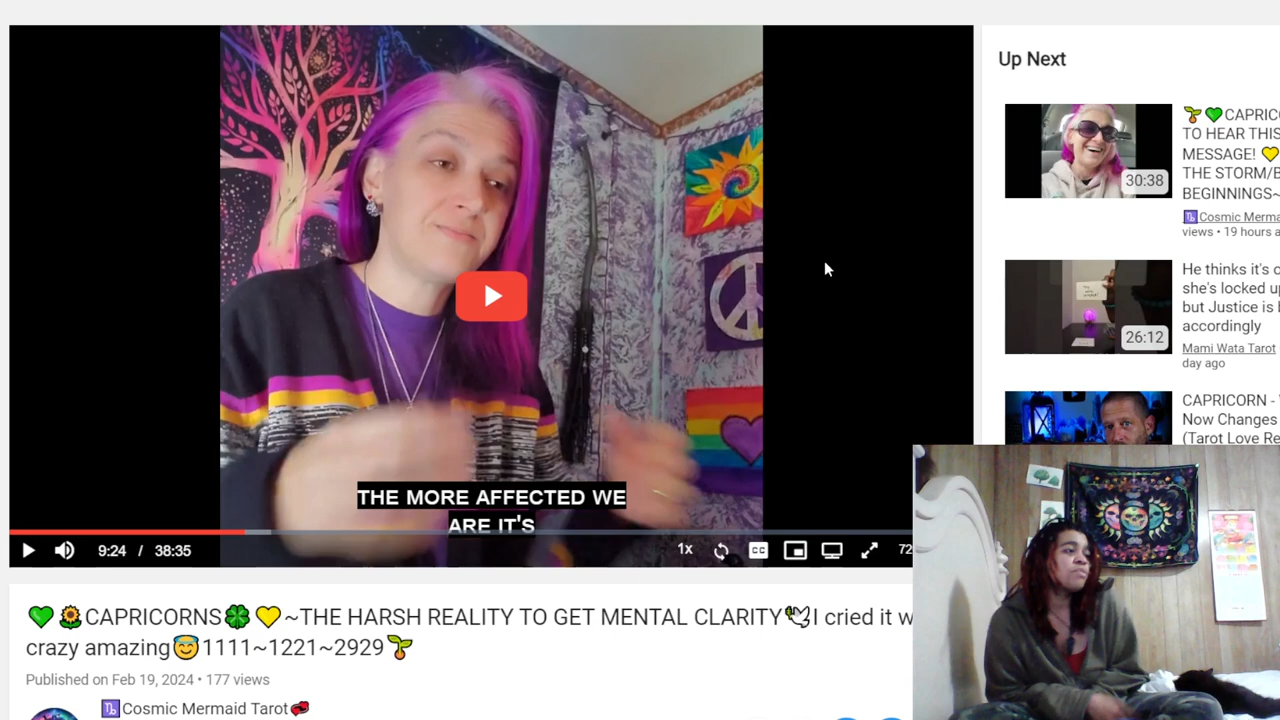 Up Next
🌱💚CAPRICO
TO HEAR THIS
MESSAGE! 💛
THE STORM/B
BEGINNINGS~
30:38
♑Cosmic Merma
views • 19 hours a
He thinks it's o
she's locked up
but Justice is b
accordingly
26:12
Mami Wata Tarot
day ago
CAPRICORN -
Now Changes
(Tarot Love Re
THE MORE AFFECTED WE
ARE IT'S
9:24 / 38:35
1x
CC
72
💚🌻CAPRICORNS🍀💛~THE HARSH REALITY TO GET MENTAL CLARITY🕊I cried it w
crazy amazing😇1111~1221~2929🌱
Published on Feb 19, 2024 • 177 views
♑Cosmic Mermaid Tarot💋